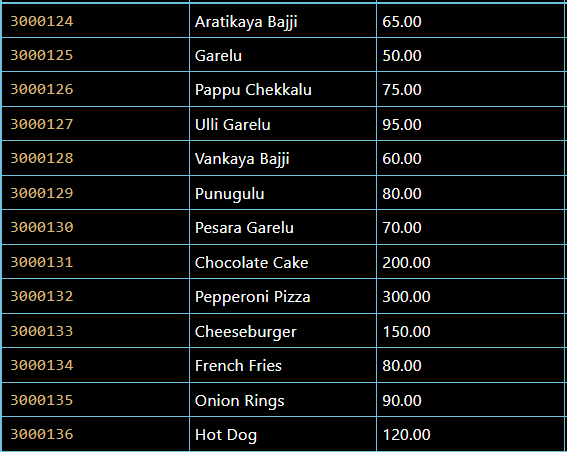 3000124 Aratikaya Bajji 65.00
3000125 Garelu 50.00
3000126 Pappu Chekkalu 75.00
3000127 Ulli Garelu 95.00
3000128 Vankaya Bajji 60.00
3000129 Punugulu 80.00
3000130 Pesara Garelu 70.00
3000131 Chocolate Cake 200.00
3000132 Pepperoni Pizza 300.00
3000133 Cheeseburger 150.00
3000134 French Fries 80.00
3000135 Onion Rings 90.00
3000136 Hot Dog 120.00